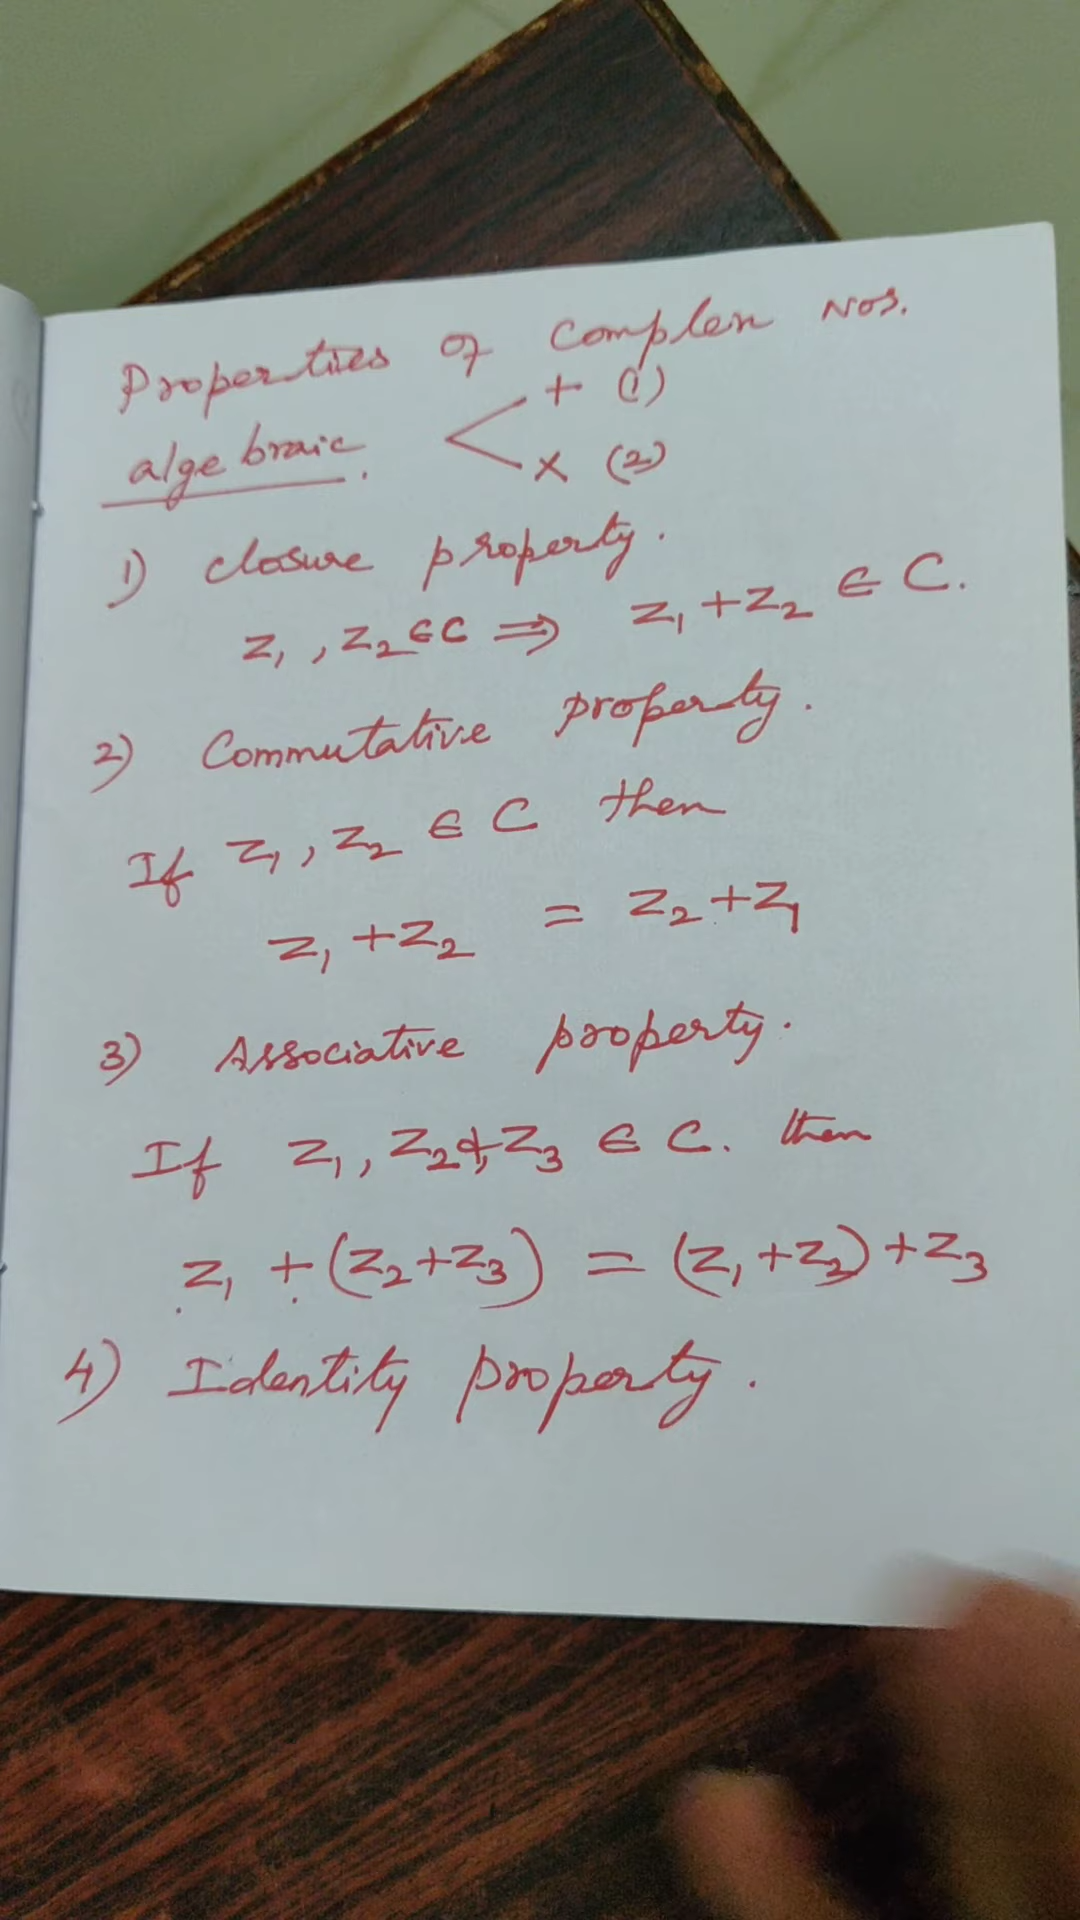 Properties of Complex Nos.
algebraic. < + (1)
× (2)
1) closure property.
z₁, z₂ ∈ C ⇒ z₁ + z₂ ∈ C.
2) Commutative property.
If z₁, z₂ ∈ C then
z₁ + z₂ = z₂ + z₁
3) Associative property.
If z₁, z₂ & z₃ ∈ C. then
z₁ + (z₂ + z₃) = (z₁ + z₂) + z₃
4) Identity property.